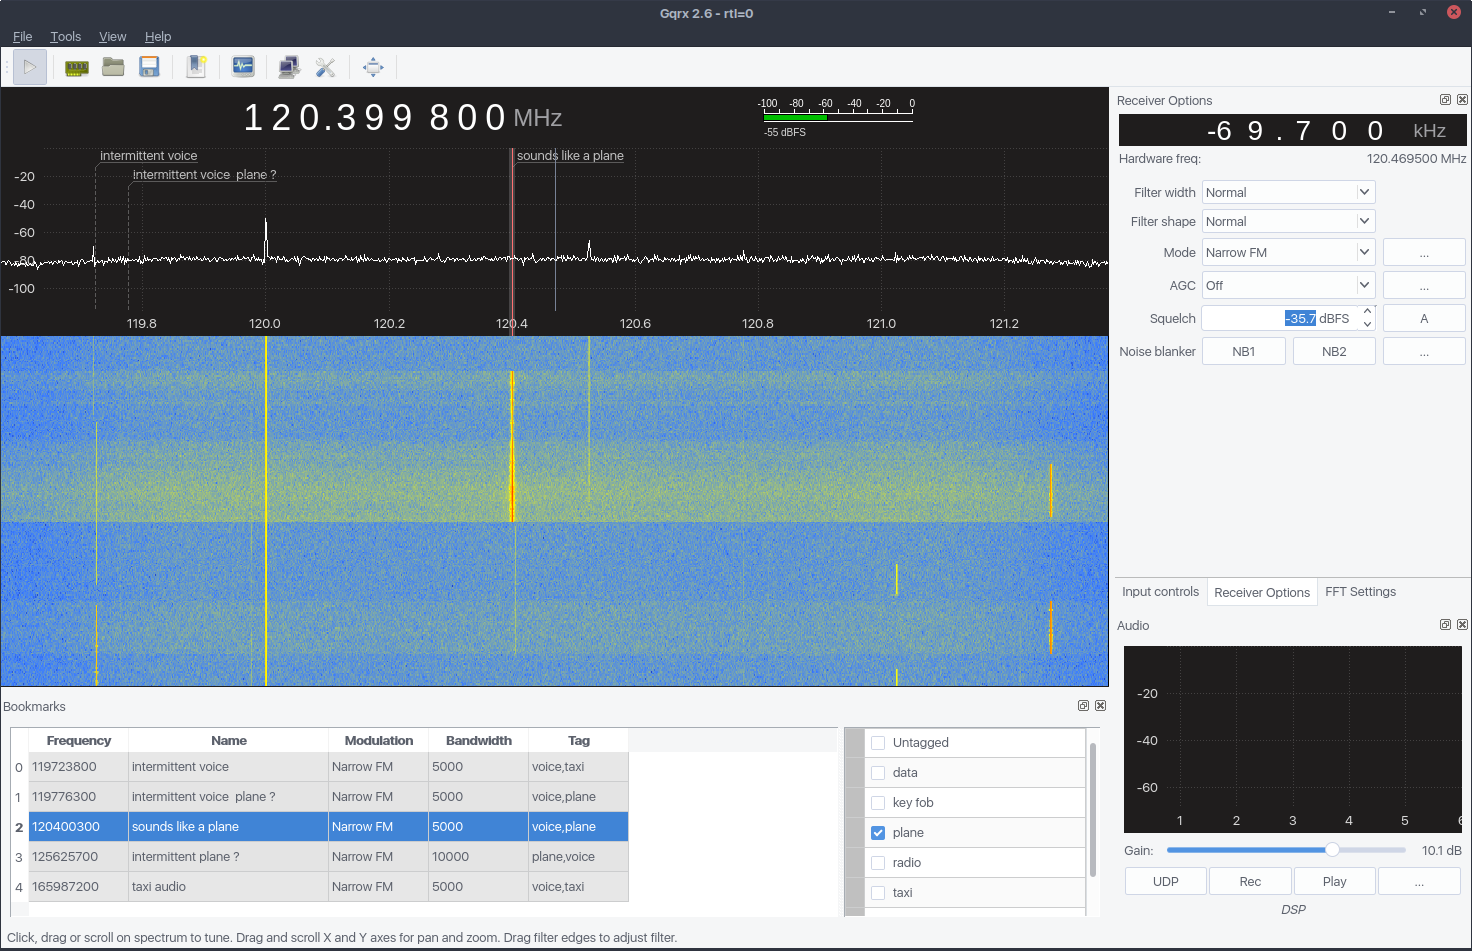 Gqrx 2.6 - rtl=0
File Tools View Help
120.399 800 MHz
-100 -80 -60 -40 -20 0
-55 dBFS
intermittent voice
sounds like a plane
intermittent voice  plane ?
-20
-40
-60
-80
-100
119.8 120.0 120.2 120.4 120.6 120.8 121.0 121.2
Receiver Options
-69.700 kHz
Hardware freq: 120.469500 MHz
Filter width Normal
Filter shape Normal
Mode Narrow FM ...
AGC Off ...
Squelch -35.7 dBFS A
Noise blanker NB1 NB2 ...
Input controls Receiver Options FFT Settings
Audio
-20
-40
-60
1 2 3 4 5 6
Gain: 10.1 dB
UDP Rec Play ...
DSP
Bookmarks
Frequency Name Modulation Bandwidth Tag
0 119723800 intermittent voice Narrow FM 5000 voice,taxi
1 119776300 intermittent voice  plane ? Narrow FM 5000 voice,plane
2 120400300 sounds like a plane Narrow FM 5000 voice,plane
3 125625700 intermittent plane ? Narrow FM 10000 plane,voice
4 165987200 taxi audio Narrow FM 5000 voice,taxi
Untagged
data
key fob
plane
radio
taxi
Click, drag or scroll on spectrum to tune. Drag and scroll X and Y axes for pan and zoom. Drag filter edges to adjust filter.